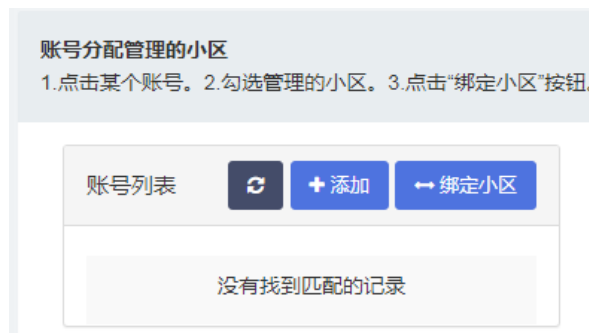 账号分配管理的小区
1.点击某个账号。2.勾选管理的小区。3.点击“绑定小区”按钮。
账号列表 添加 绑定小区
没有找到匹配的记录